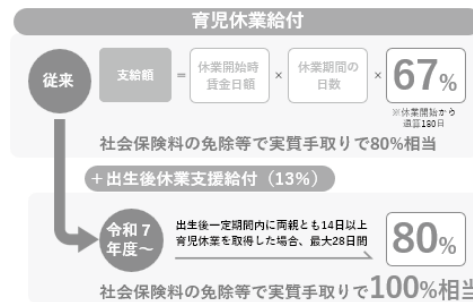 育児休業給付
従来
支給額 = 休業開始時賃金日額 × 休業期間の日数 × 67%
※休業開始から
通算180日
社会保険料の免除等で実質手取りで80%相当
+出生後休業支援給付（13%）
令和７
年度～
出生後一定期間内に両親とも14日以上
育児休業を取得した場合、最大28日間
80%
社会保険料の免除等で実質手取りで100%相当